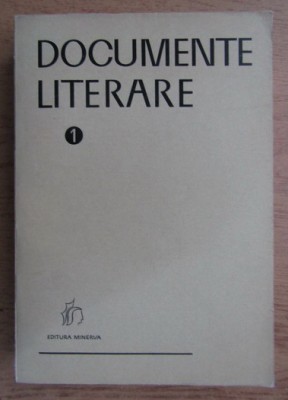 DOCUMENTE
LITERARE
1
EDITURA MINERVA